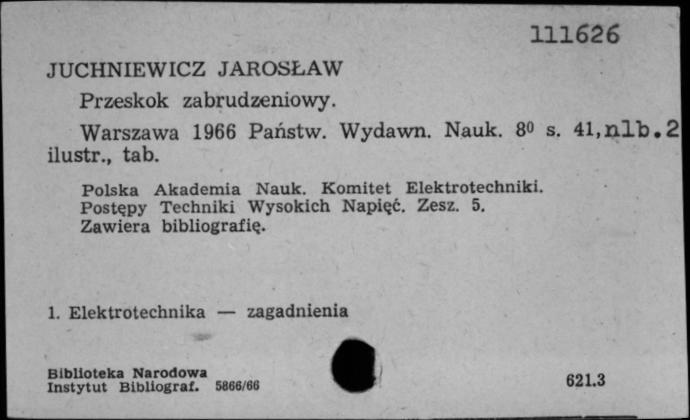 111626
JUCHNIEWICZ JAROSŁAW
Przeskok zabrudzeniowy.
Warszawa 1966 Państw. Wydawn. Nauk. 8⁰ s. 41, nlb. 2
ilustr., tab.
Polska Akademia Nauk. Komitet Elektrotechniki.
Postępy Techniki Wysokich Napięć. Zesz. 5.
Zawiera bibliografię.
1. Elektrotechnika — zagadnienia
Biblioteka Narodowa
Instytut Bibliograf. 5866/66
621.3